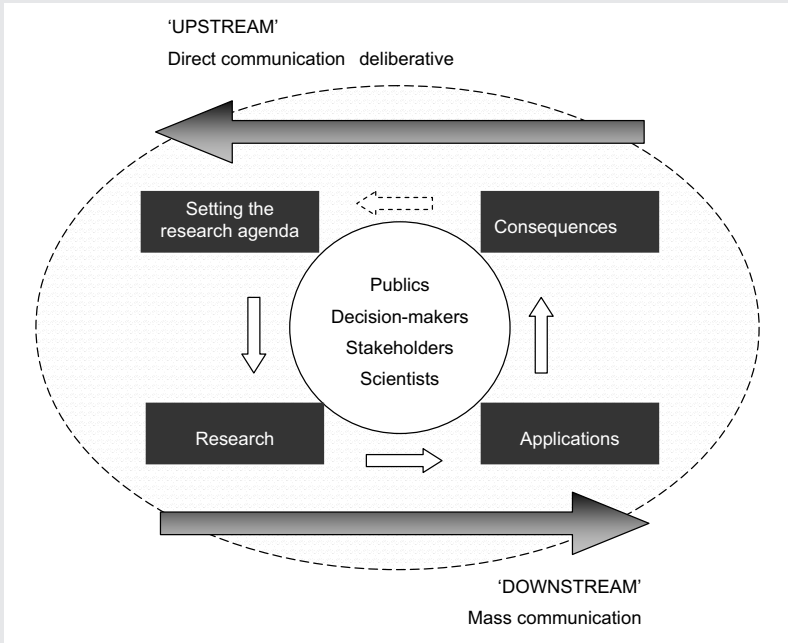 'UPSTREAM'
Direct communication deliberative
Setting the
research agenda
Consequences
Publics
Decision-makers
Stakeholders
Scientists
Research
Applications
'DOWNSTREAM'
Mass communication